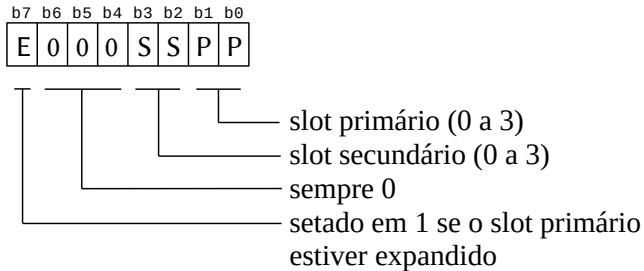 b7 b6 b5 b4 b3 b2 b1 b0
E 0 0 0 S S P P
slot primário (0 a 3)
slot secundário (0 a 3)
sempre 0
setado em 1 se o slot primário
estiver expandido